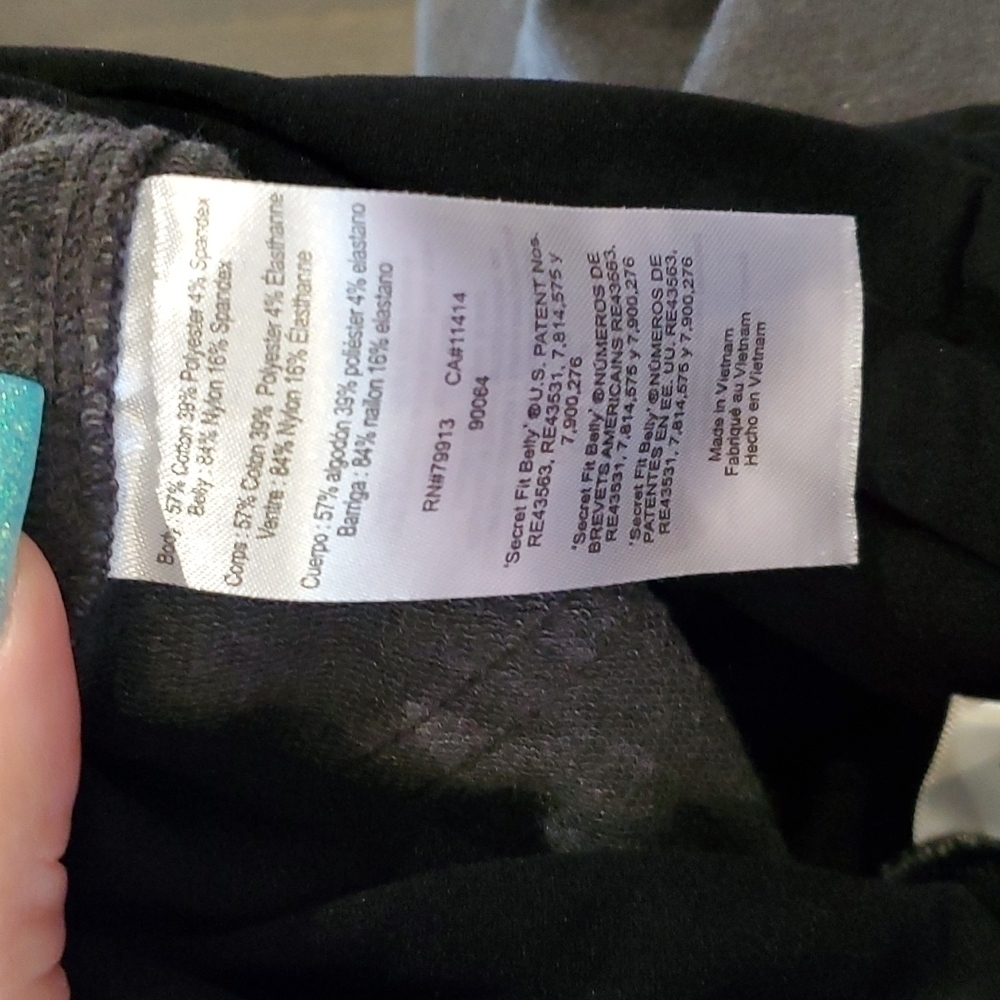 Body : 57% Cotton 39% Polyester 4% Spandex
Belly : 84% Nylon 16% Spandex
Corps : 57% Coton 39% Polyester 4% Élasthanne
Ventre : 84% Nylon 16% Élasthanne
Cuerpo : 57% algodón 39% poliéster 4% elastano
Barriga : 84% nailon 16% elastano
RN#79913 CA#11414
90064
'Secret Fit Belly' ®U.S. PATENT Nos.
RE43563, RE43531, 7,814,575 y
7,900,276
'Secret Fit Belly' ®NÚMEROS DE
BREVETS AMÉRICAINS RE43563,
RE43531, 7,814,575 y 7,900,276
'Secret Fit Belly' ®NÚMEROS DE
PATENTES EN EE. UU. RE43563,
RE43531, 7,814,575 y 7,900,276
Made in Vietnam
Fabriqué au Vietnam
Hecho en Vietnam